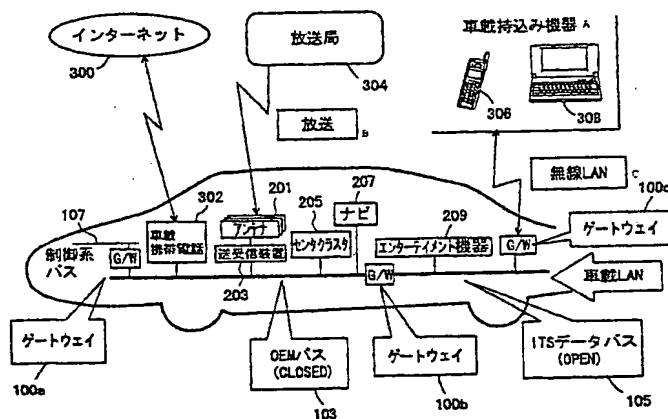 インターネット
300
放送局
304
車載持込み機器 A
306
308
放送 B
無線LAN C
100c
107
制御系
バス
G/W
302
車載
携帯電話
201
アンテナ
送受信装置
203
205
センタクラスタ
207
ナビ
G/W
209
エンターテイメント機器
G/W
ゲートウェイ
車載LAN
ゲートウェイ
100a
OEMバス
(CLOSED)
103
ゲートウェイ
100b
ITSデータバス
(OPEN)
105